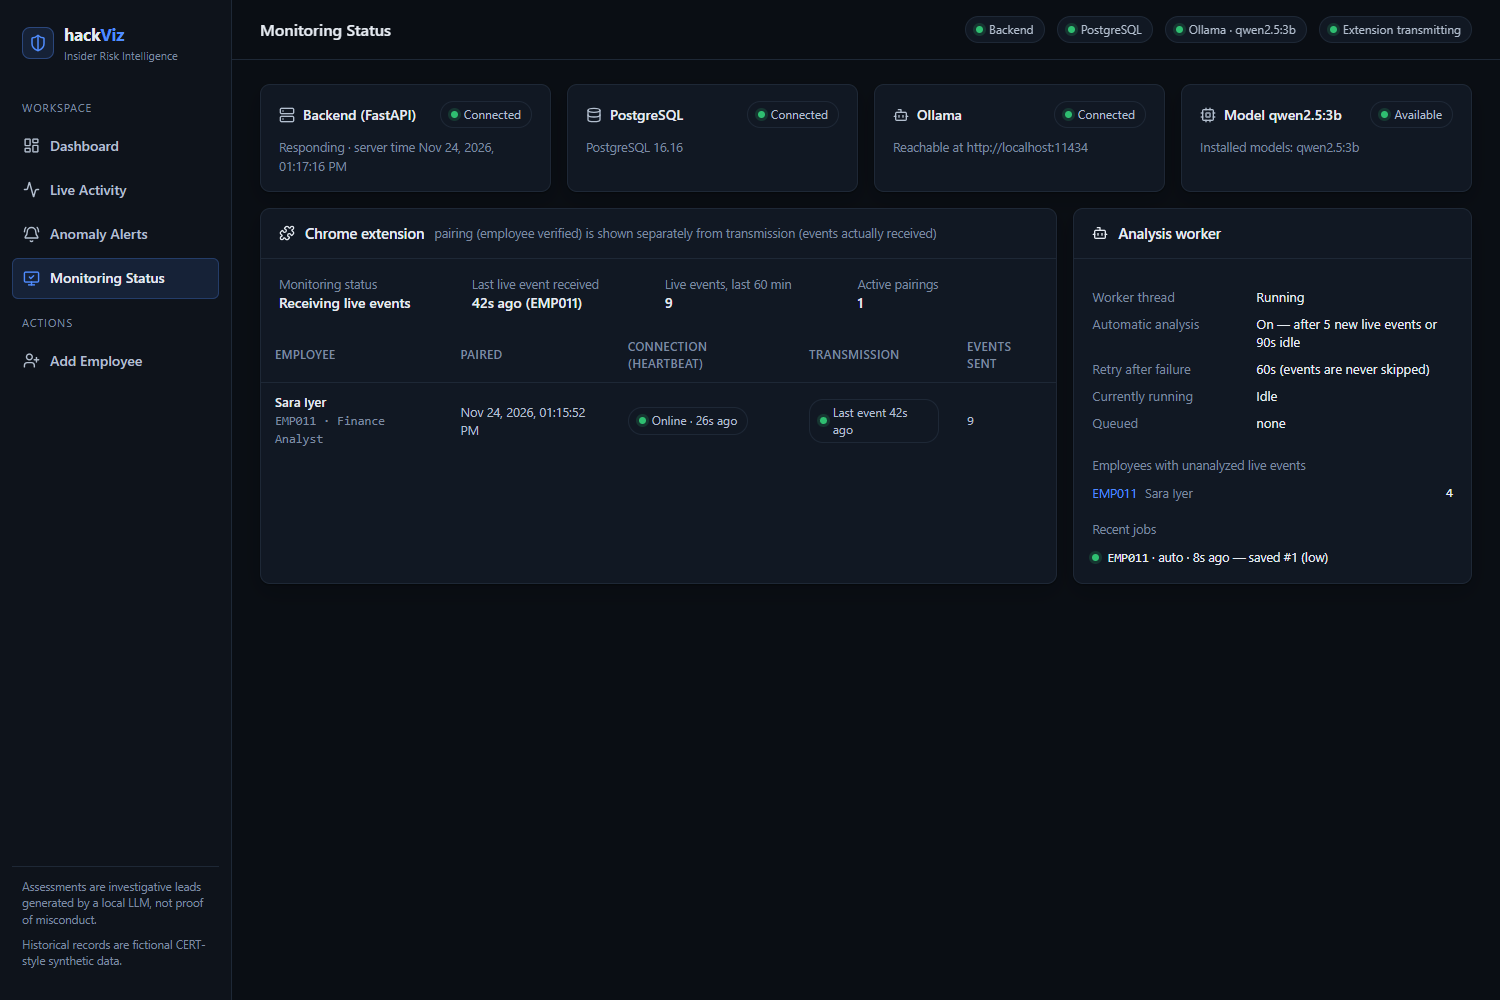 hackViz
Insider Risk Intelligence
WORKSPACE
Dashboard
Live Activity
Anomaly Alerts
Monitoring Status
ACTIONS
Add Employee
Assessments are investigative leads
generated by a local LLM, not proof
of misconduct.
Historical records are fictional CERT-
style synthetic data.
Monitoring Status
Backend
PostgreSQL
Ollama · qwen2.5:3b
Extension transmitting
Backend (FastAPI)
Connected
Responding · server time Nov 24, 2026,
01:17:16 PM
PostgreSQL
Connected
PostgreSQL 16.16
Ollama
Connected
Reachable at http://localhost:11434
Model qwen2.5:3b
Available
Installed models: qwen2.5:3b
Chrome extension pairing (employee verified) is shown separately from transmission (events actually received)
Monitoring status
Receiving live events
Last live event received
42s ago (EMP011)
Live events, last 60 min
9
Active pairings
1
EMPLOYEE
PAIRED
CONNECTION
(HEARTBEAT)
TRANSMISSION
EVENTS
SENT
Sara Iyer
EMP011 · Finance
Analyst
Nov 24, 2026, 01:15:52
PM
Online · 26s ago
Last event 42s
ago
9
Analysis worker
Worker thread Running
Automatic analysis On — after 5 new live events or
90s idle
Retry after failure 60s (events are never skipped)
Currently running Idle
Queued none
Employees with unanalyzed live events
EMP011 Sara Iyer 4
Recent jobs
EMP011 · auto · 8s ago — saved #1 (low)